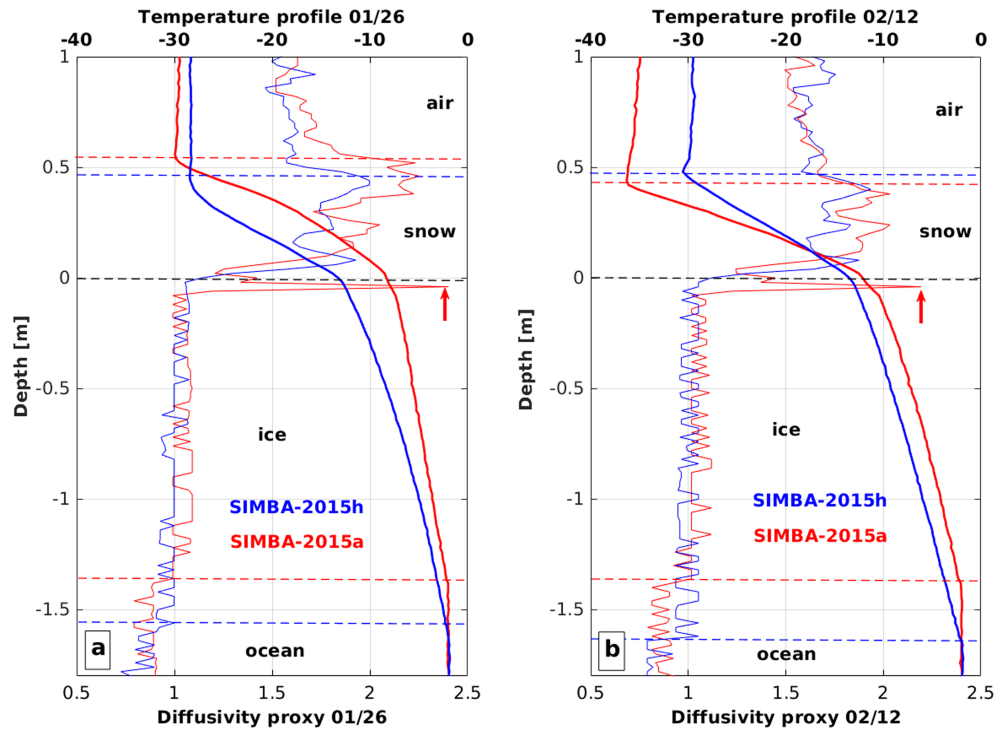 Temperature profile 01/26
-40 -30 -20 -10 0
1
0.5
0
-0.5
-1
-1.5
Depth [m]
air
snow
ice
SIMBA-2015h
SIMBA-2015a
a
ocean
0.5 1 1.5 2 2.5
Diffusivity proxy 01/26
Temperature profile 02/12
-40 -30 -20 -10 0
1
0.5
0
-0.5
-1
-1.5
Depth [m]
air
snow
ice
SIMBA-2015h
SIMBA-2015a
b
ocean
0.5 1 1.5 2 2.5
Diffusivity proxy 02/12